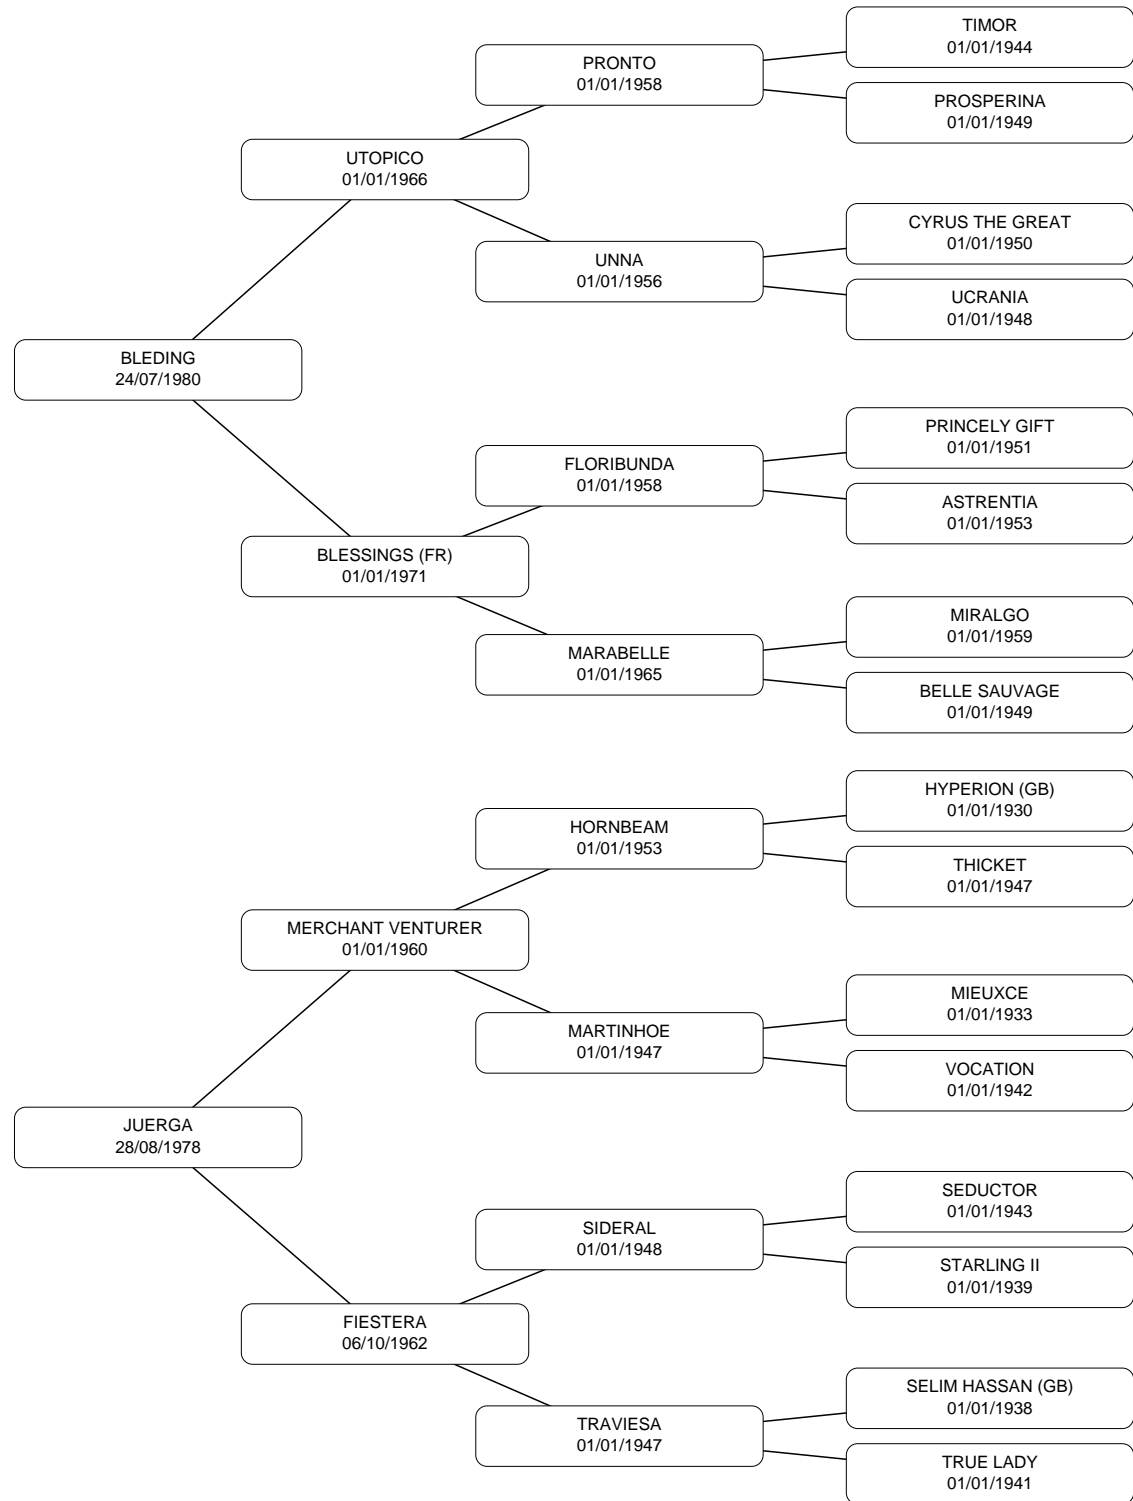 TIMOR
01/01/1944
PRONTO
01/01/1958
PROSPERINA
01/01/1949
UTOPICO
01/01/1966
CYRUS THE GREAT
01/01/1950
UNNA
01/01/1956
UCRANIA
01/01/1948
BLEDING
24/07/1980
PRINCELY GIFT
01/01/1951
FLORIBUNDA
01/01/1958
ASTRENTIA
01/01/1953
BLESSINGS (FR)
01/01/1971
MIRALGO
01/01/1959
MARABELLE
01/01/1965
BELLE SAUVAGE
01/01/1949
HYPERION (GB)
01/01/1930
HORNBEAM
01/01/1953
THICKET
01/01/1947
MERCHANT VENTURER
01/01/1960
MIEUXCE
01/01/1933
MARTINHOE
01/01/1947
VOCATION
01/01/1942
JUERGA
28/08/1978
SEDUCTOR
01/01/1943
SIDERAL
01/01/1948
STARLING II
01/01/1939
FIESTERA
06/10/1962
SELIM HASSAN (GB)
01/01/1938
TRAVIESA
01/01/1947
TRUE LADY
01/01/1941